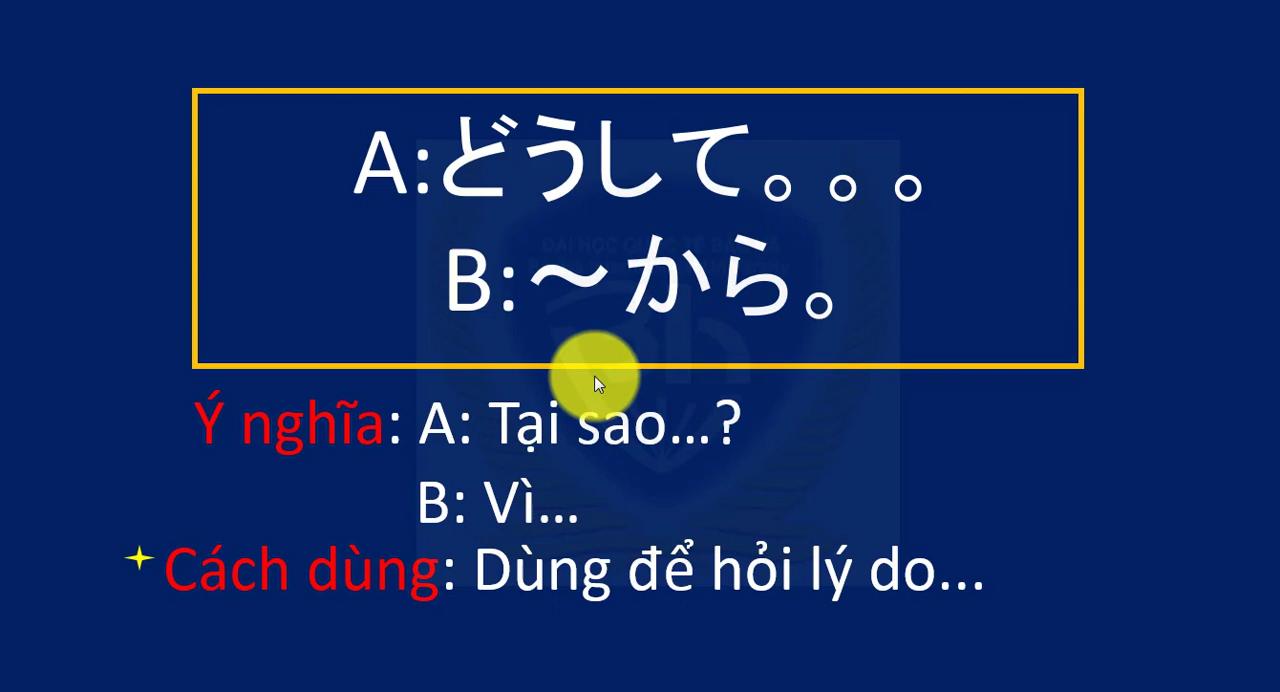 A:どうして。。。
B:～から。
Ý nghĩa: A: Tại sao...?
B: Vì...
Cách dùng: Dùng để hỏi lý do...